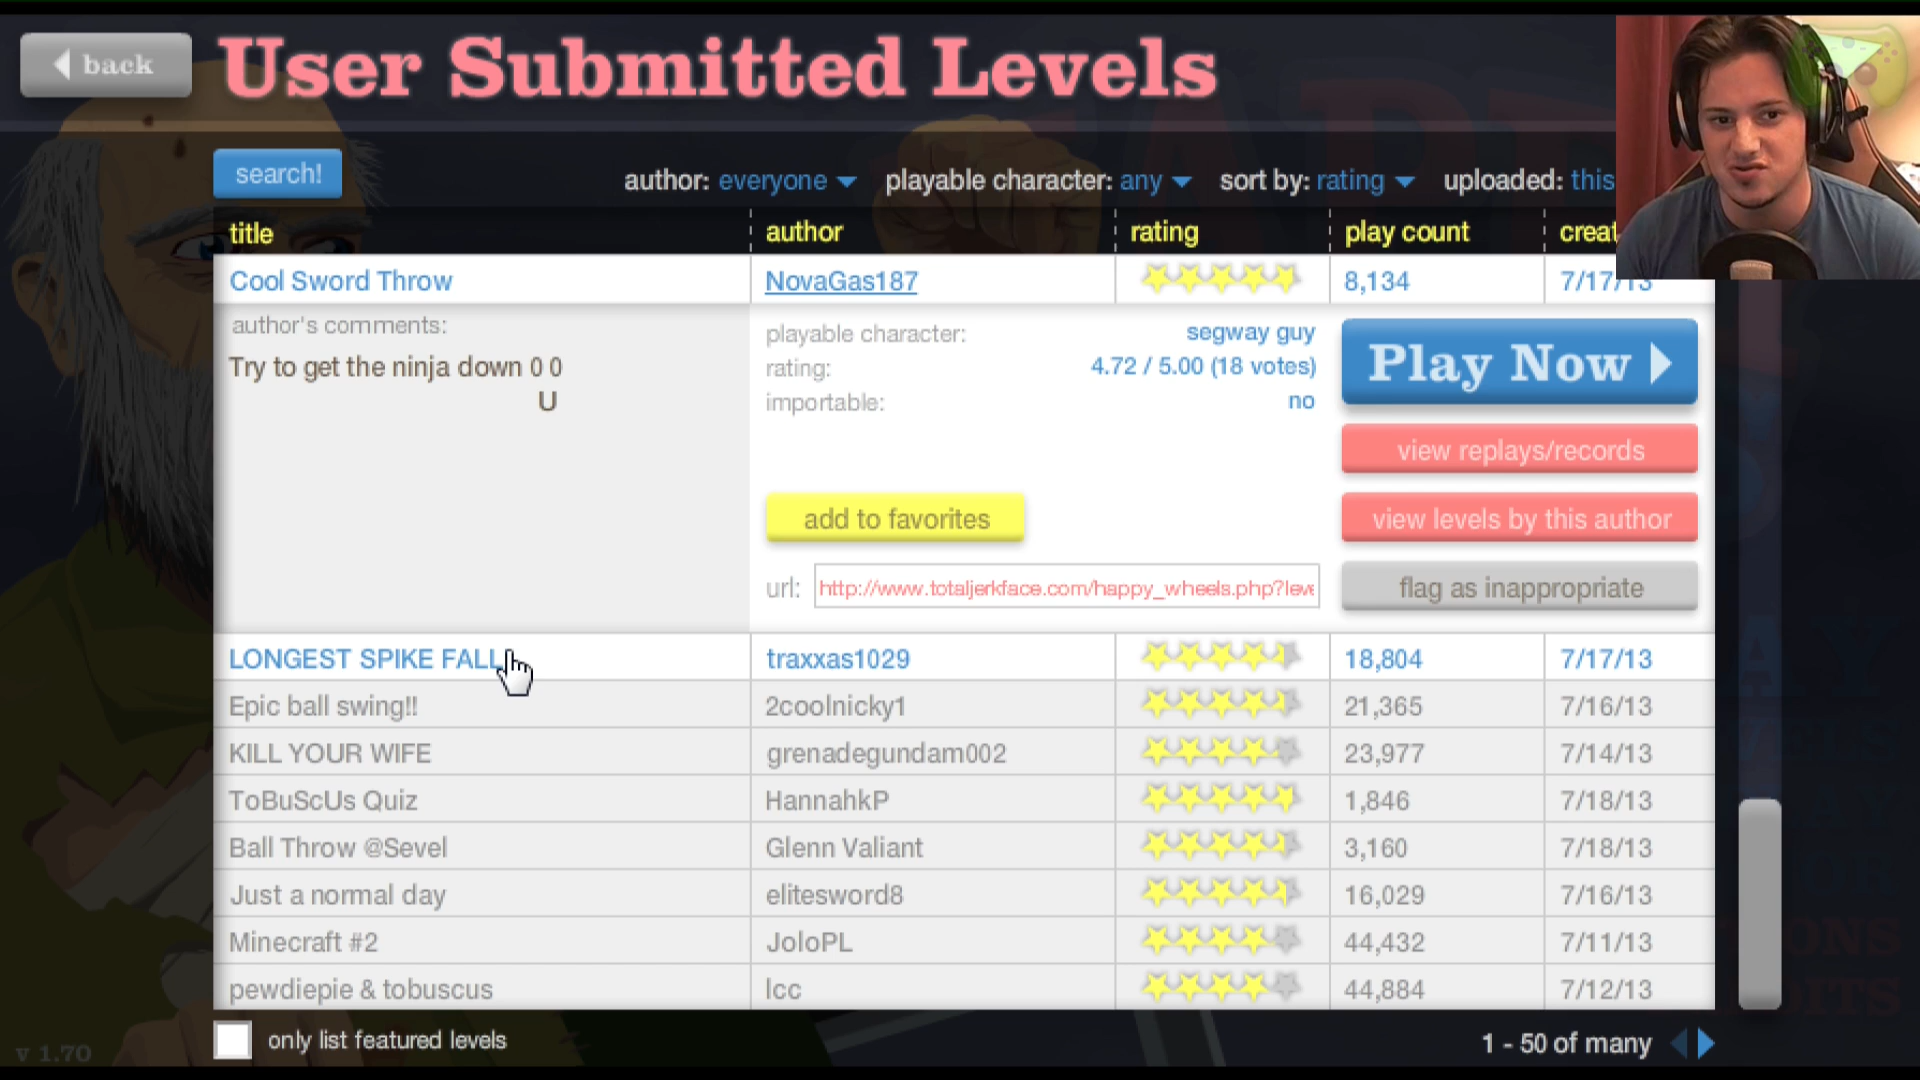 back
User Submitted Levels
search!
author: everyone playable character: any sort by: rating uploaded: this
title author rating play count creat
Cool Sword Throw NovaGas187 8,134 7/17/13
author's comments:
Try to get the ninja down 0 0
U
playable character: segway guy
rating: 4.72 / 5.00 (18 votes)
importable: no
Play Now
view replays/records
add to favorites
view levels by this author
url: http://www.totaljerkface.com/happy_wheels.php?leve
flag as inappropriate
LONGEST SPIKE FALL traxxas1029 18,804 7/17/13
Epic ball swing!! 2coolnicky1 21,365 7/16/13
KILL YOUR WIFE grenadegundam002 23,977 7/14/13
ToBuScUs Quiz HannahkP 1,846 7/18/13
Ball Throw @Sevel Glenn Valiant 3,160 7/18/13
Just a normal day elitesword8 16,029 7/16/13
Minecraft #2 JoloPL 44,432 7/11/13
pewdiepie & tobuscus lcc 44,884 7/12/13
only list featured levels
1 - 50 of many
v 1.70